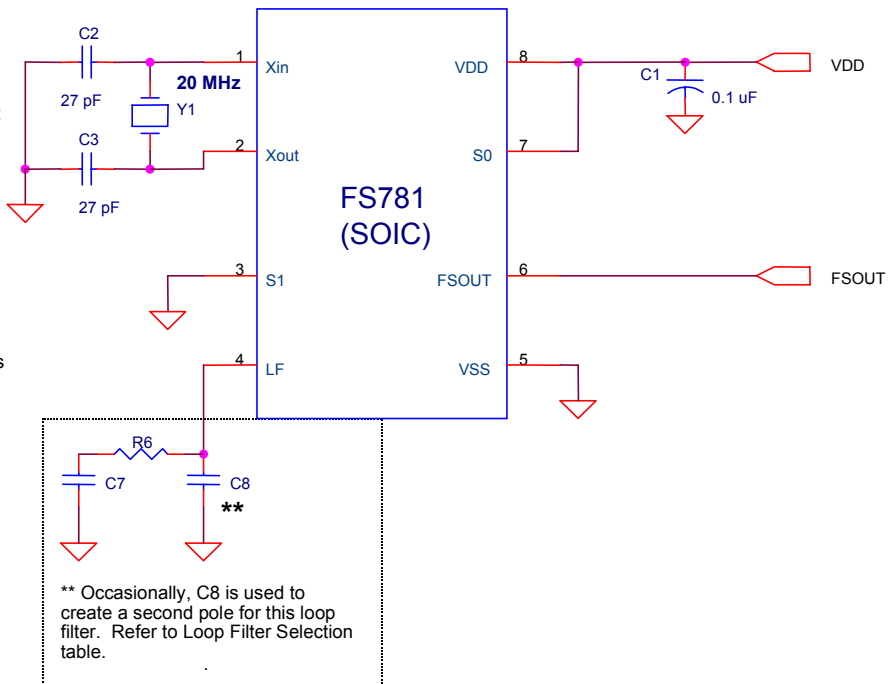 C2
27 pF
1
Xin
20 MHz
Y1
C3
27 pF
2
Xout
FS781
(SOIC)
VDD
8
C1
0.1 uF
VDD
S0
7
3
S1
FSOUT
6
FSOUT
4
LF
VSS
5
s
R6
C7
C8
**
** Occasionally, C8 is used to
create a second pole for this loop
filter. Refer to Loop Filter Selection
table.
.